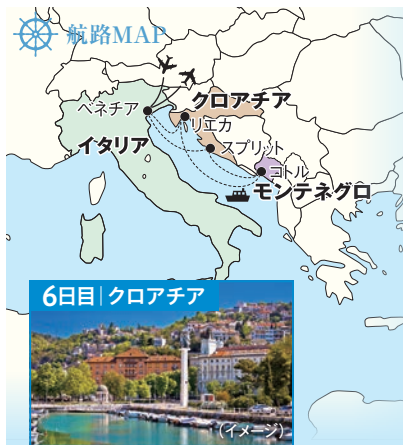 航路MAP
ベネチア
クロアチア
リエカ
イタリア
スプリット
コトル
モンテネグロ
6日目|クロアチア
(イメージ)